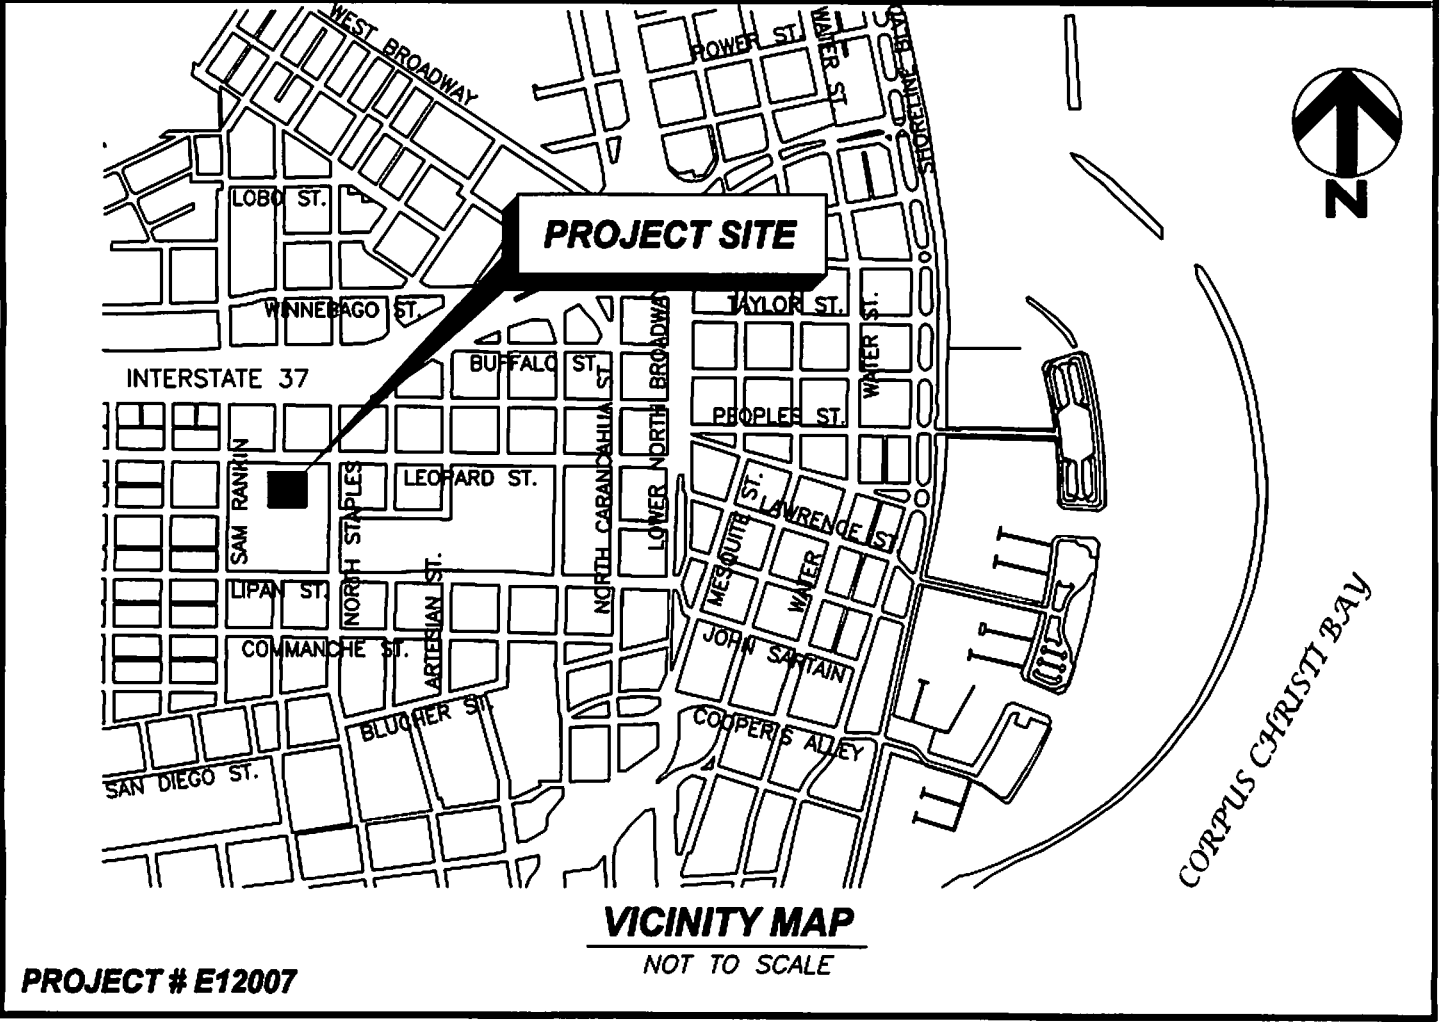 WEST BROADWAY
POWER ST.
WATER ST.
SHORELINE
N
LOBO ST.
PROJECT SITE
WINNEBAGO ST.
TAYLOR ST.
WATER ST.
INTERSTATE 37
BUFFALO ST.
LOWER NORTH BROADWAY
PEOPLES ST.
SAM RANKIN
NORTH STAPLES
LEOPARD ST.
NORTH CARANCAHUA ST.
MESQUITE ST.
LAWRENCE ST.
WATER
LIPAN ST.
ARTESIAN ST.
COMMANCHE ST.
JOHN SARTAIN
BLUCHER ST.
COOPER'S ALLEY
SAN DIEGO ST.
CORPUS CHRISTI BAY
VICINITY MAP
NOT TO SCALE
PROJECT # E12007